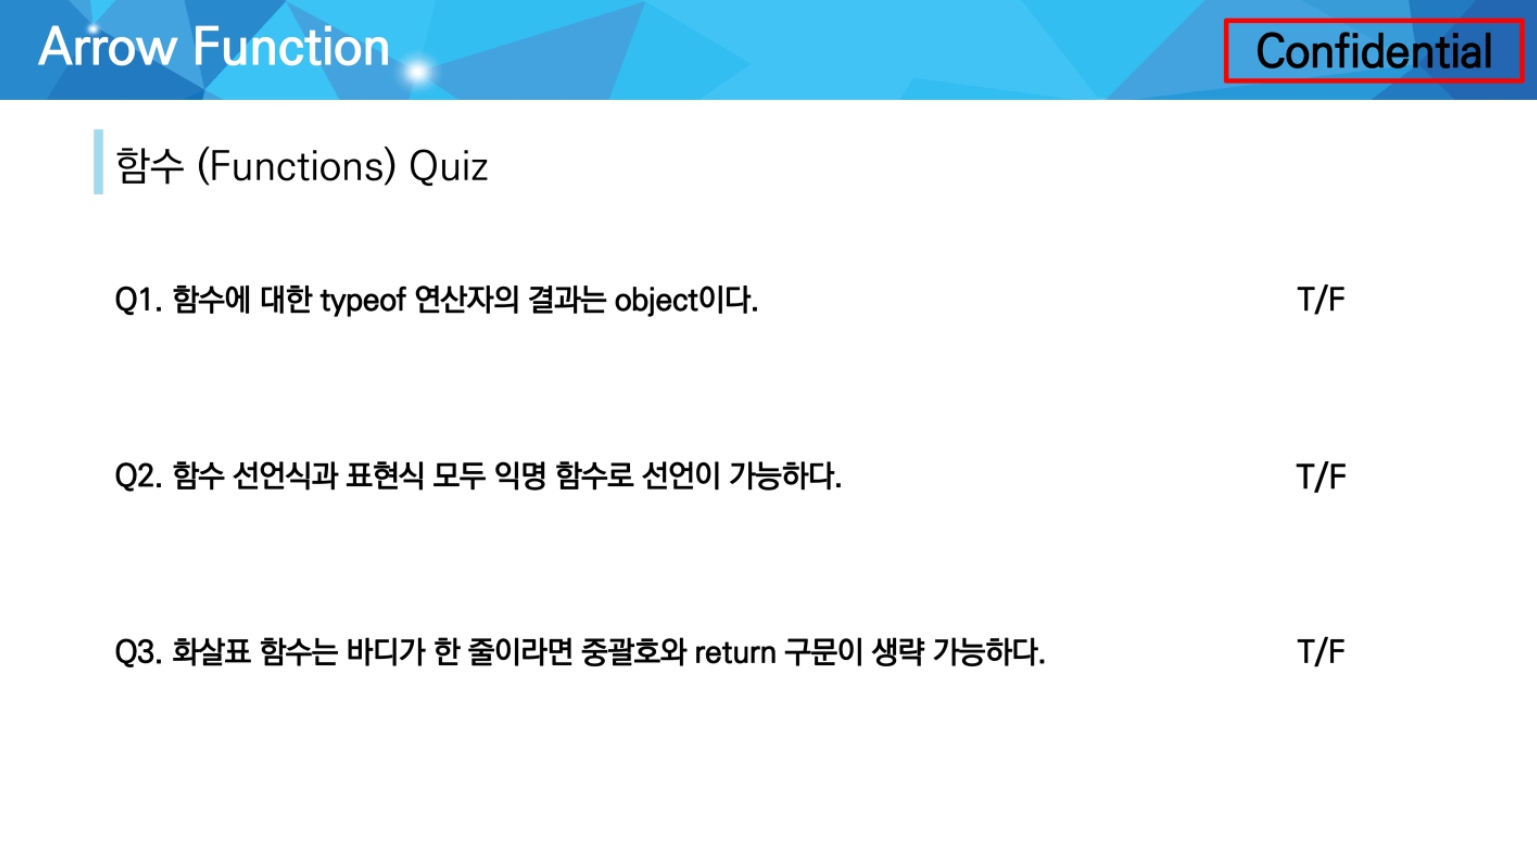 Arrow Function
Confidential
함수 (Functions) Quiz
Q1. 함수에 대한 typeof 연산자의 결과는 object이다. T/F
Q2. 함수 선언식과 표현식 모두 익명 함수로 선언이 가능하다. T/F
Q3. 화살표 함수는 바디가 한 줄이라면 중괄호와 return 구문이 생략 가능하다. T/F